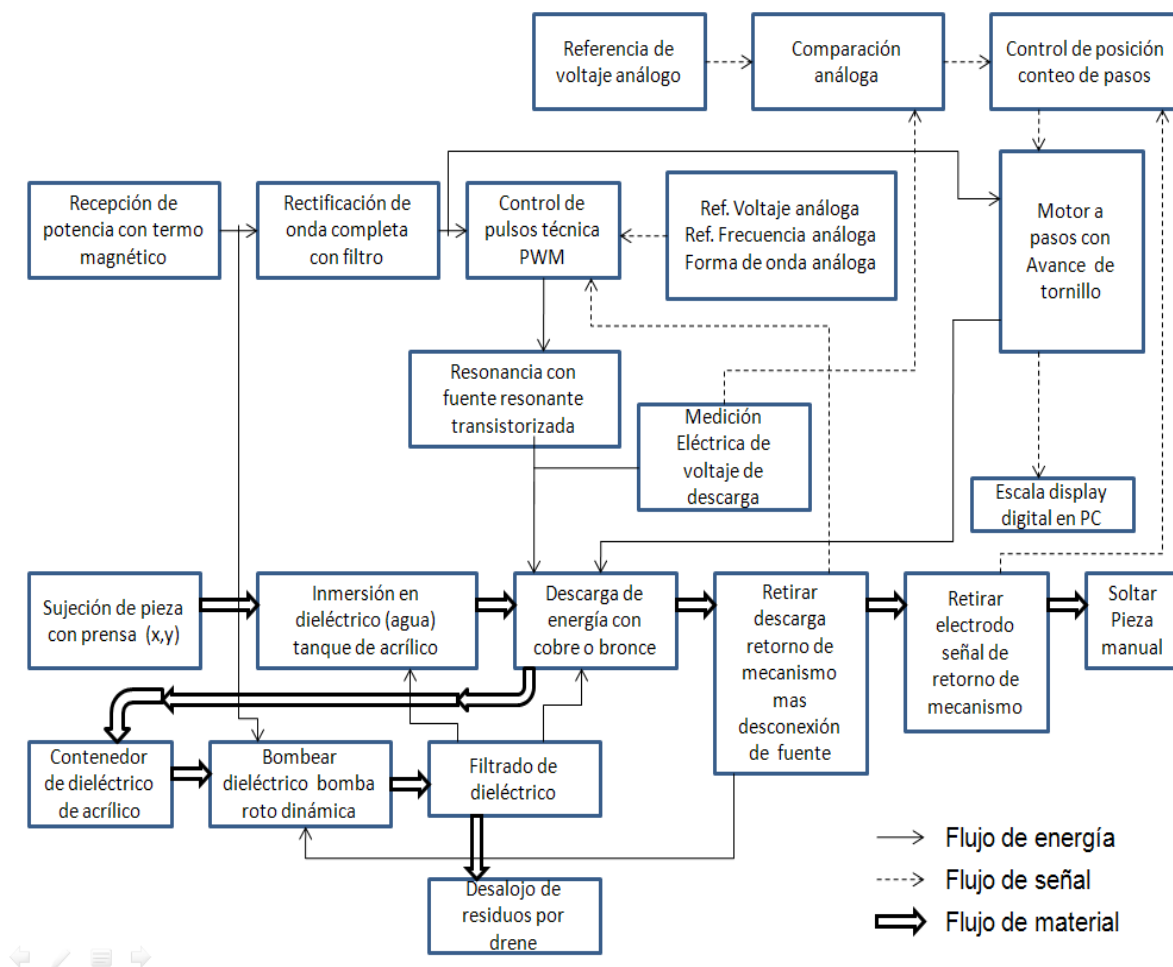 Referencia de
voltaje análogo
Comparación
análoga
Control de posición
conteo de pasos
Recepción de
potencia con termo
magnético
Rectificación de
onda completa
con filtro
Control de
pulsos técnica
PWM
Ref. Voltaje análoga
Ref. Frecuencia análoga
Forma de onda análoga
Motor a
pasos con
Avance de
tornillo
Resonancia con
fuente resonante
transistorizada
Medición
Eléctrica de
voltaje de
descarga
Escala display
digital en PC
Sujeción de pieza
con prensa (x,y)
Inmersión en
dieléctrico (agua)
tanque de acrílico
Descarga de
energía con
cobre o bronce
Retirar
descarga
retorno de
mecanismo
mas
desconexión
de fuente
Retirar
electrodo
señal de
retorno de
mecanismo
Soltar
Pieza
manual
Contenedor
de dieléctrico
de acrílico
Bombear
dieléctrico bomba
roto dinámica
Filtrado de
dieléctrico
Desalojo de
residuos por
drene
Flujo de energía
Flujo de señal
Flujo de material